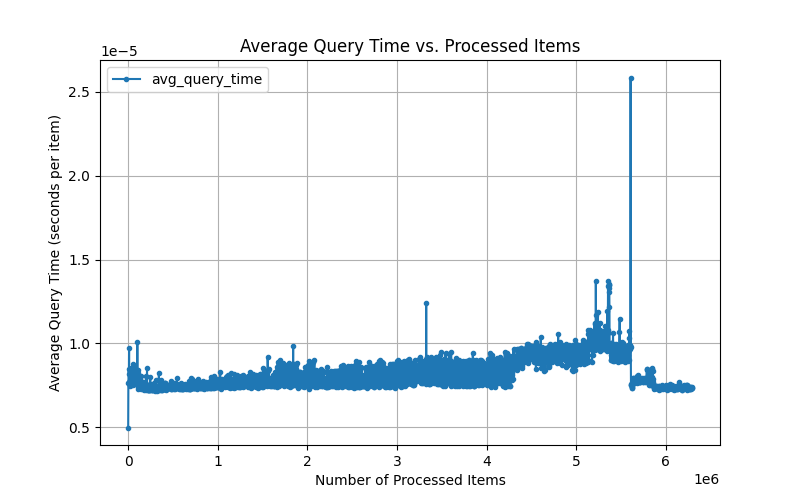 Average Query Time vs. Processed Items
1e−5
avg_query_time
2.5
2.0
1.5
1.0
0.5
Average Query Time (seconds per item)
0 1 2 3 4 5 6
1e6
Number of Processed Items